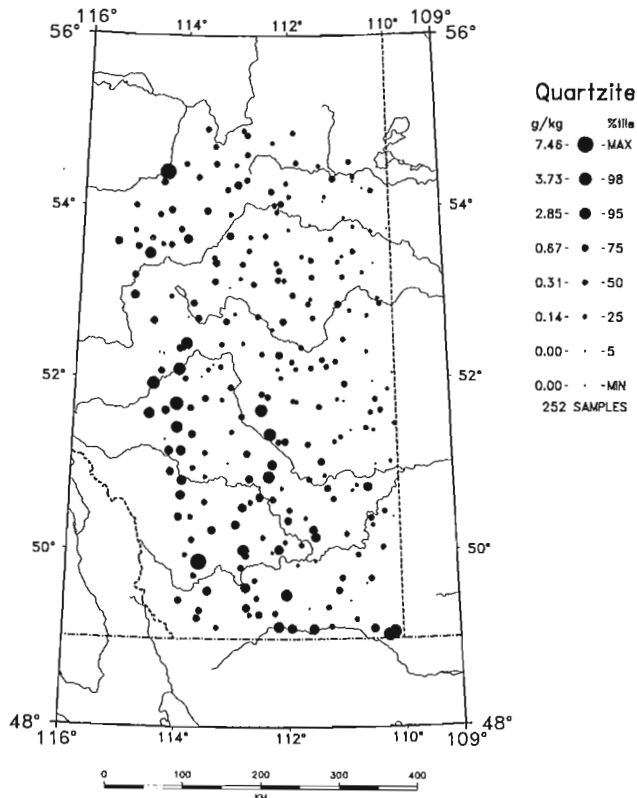 116° 114° 112° 110° 109°
56° 56°
Quartzite
g/kg %tile
7.46- -MAX
3.73- -98
2.85- -95
0.67- -75
0.31- -50
0.14- -25
0.00- -5
0.00- -MIN
252 SAMPLES
54° 54°
52° 52°
50° 50°
48° 48°
116° 114° 112° 110° 109°
0 100 200 300 400
KM